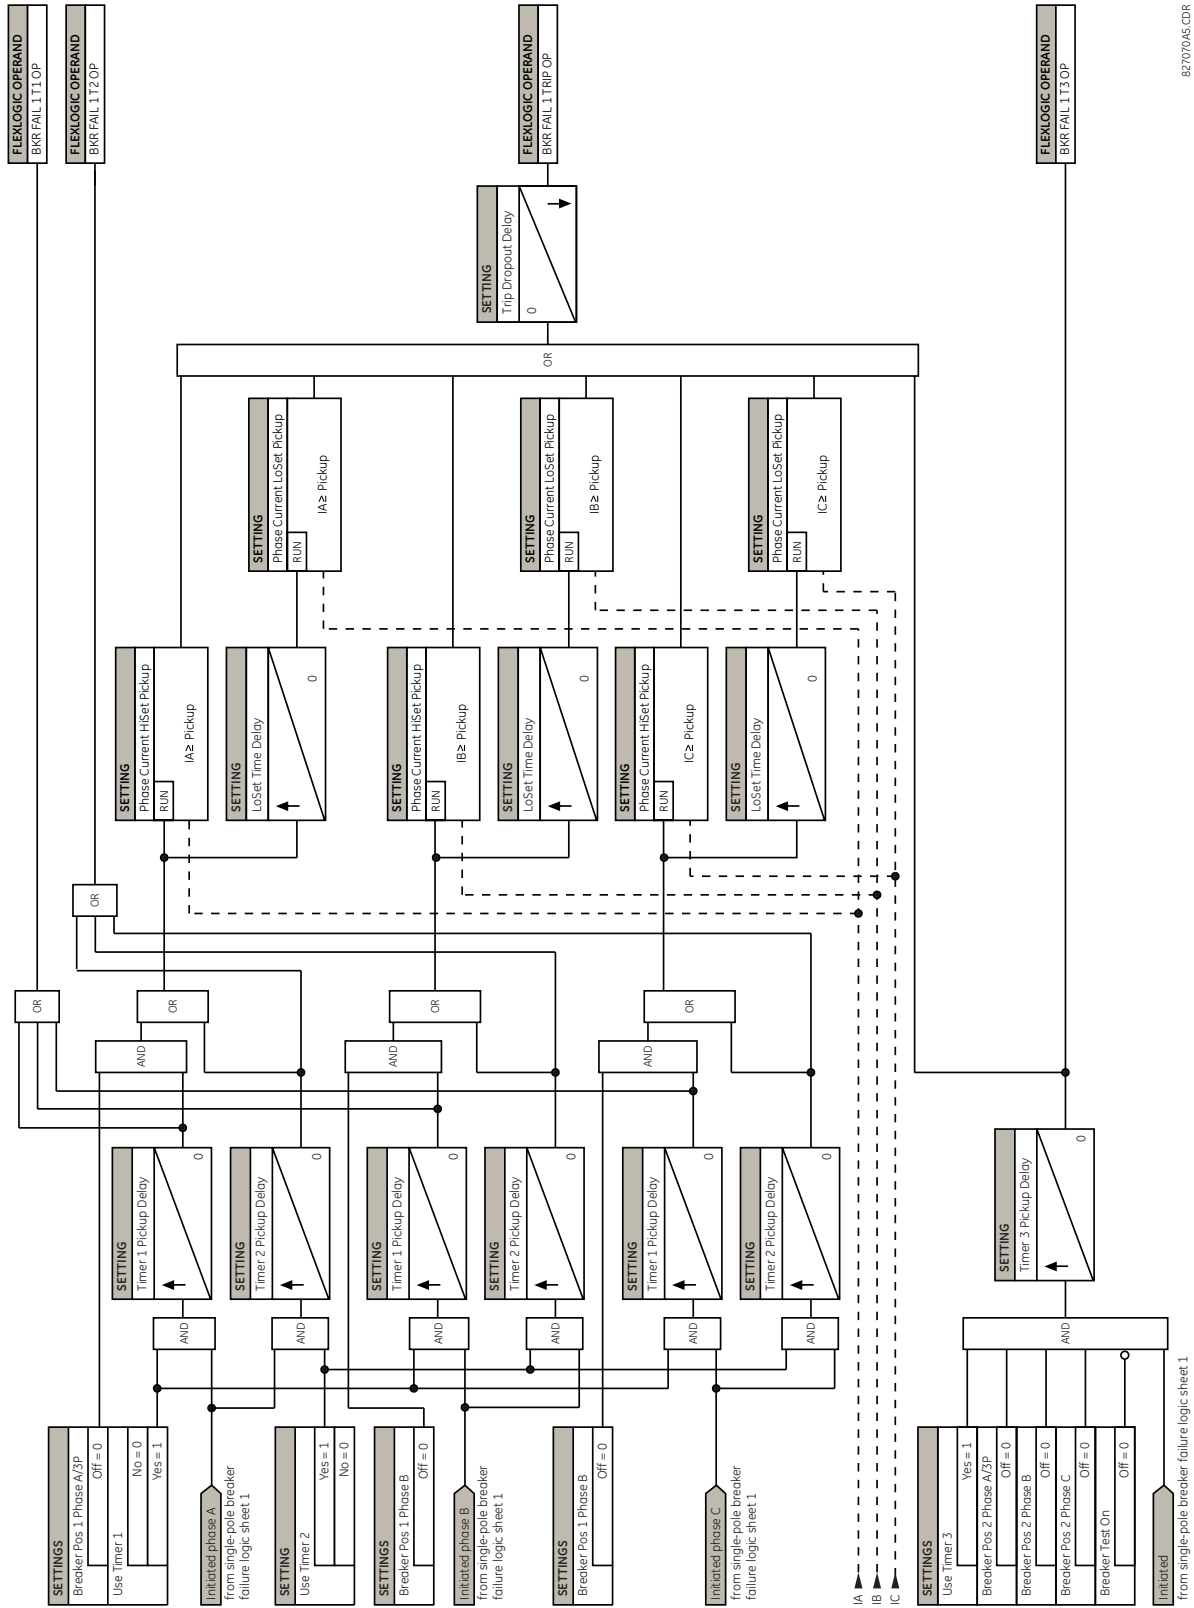 SETTINGS
Breaker Pos 1 Phase A/3P
Off = 0
Use Timer 1
No = 0
Yes = 1
Initiated phase A
from single-pole breaker
failure logic sheet 1
SETTING
Use Timer 2
Yes = 1
No = 0
SETTINGS
Breaker Pos 1 Phase B
Off = 0
Initiated phase B
from single-pole breaker
failure logic sheet 1
SETTINGS
Breaker Pos 1 Phase B
Off = 0
Initiated phase C
from single-pole breaker
failure logic sheet 1
IA
IB
IC
SETTINGS
Use Timer 3
Yes = 1
Breaker Pos 2 Phase A/3P
Off = 0
Breaker Pos 2 Phase B
Off = 0
Breaker Pos 2 Phase C
Off = 0
Breaker Test On
Off = 0
Initiated
from single-pole breaker failure logic sheet 1
AND
AND
AND
AND
AND
AND
AND
SETTING
Timer 1 Pickup Delay
0
SETTING
Timer 2 Pickup Delay
0
SETTING
Timer 1 Pickup Delay
0
SETTING
Timer 2 Pickup Delay
0
SETTING
Timer 1 Pickup Delay
0
SETTING
Timer 2 Pickup Delay
0
SETTING
Timer 3 Pickup Delay
0
AND
AND
AND
OR
OR
OR
OR
OR
SETTING
Phase Current HiSet Pickup
RUN
IA≥ Pickup
SETTING
LoSet Time Delay
0
SETTING
Phase Current HiSet Pickup
RUN
IB≥ Pickup
SETTING
LoSet Time Delay
0
SETTING
Phase Current HiSet Pickup
RUN
IC≥ Pickup
SETTING
LoSet Time Delay
0
SETTING
Phase Current LoSet Pickup
RUN
IA≥ Pickup
SETTING
Phase Current LoSet Pickup
RUN
IB≥ Pickup
SETTING
Phase Current LoSet Pickup
RUN
IC≥ Pickup
OR
SETTING
Trip Dropout Delay
0
FLEXLOGIC OPERAND
BKR FAIL 1 T1 OP
FLEXLOGIC OPERAND
BKR FAIL 1 T2 OP
FLEXLOGIC OPERAND
BKR FAIL 1 TRIP OP
FLEXLOGIC OPERAND
BKR FAIL 1 T3 OP
827070A5.CDR